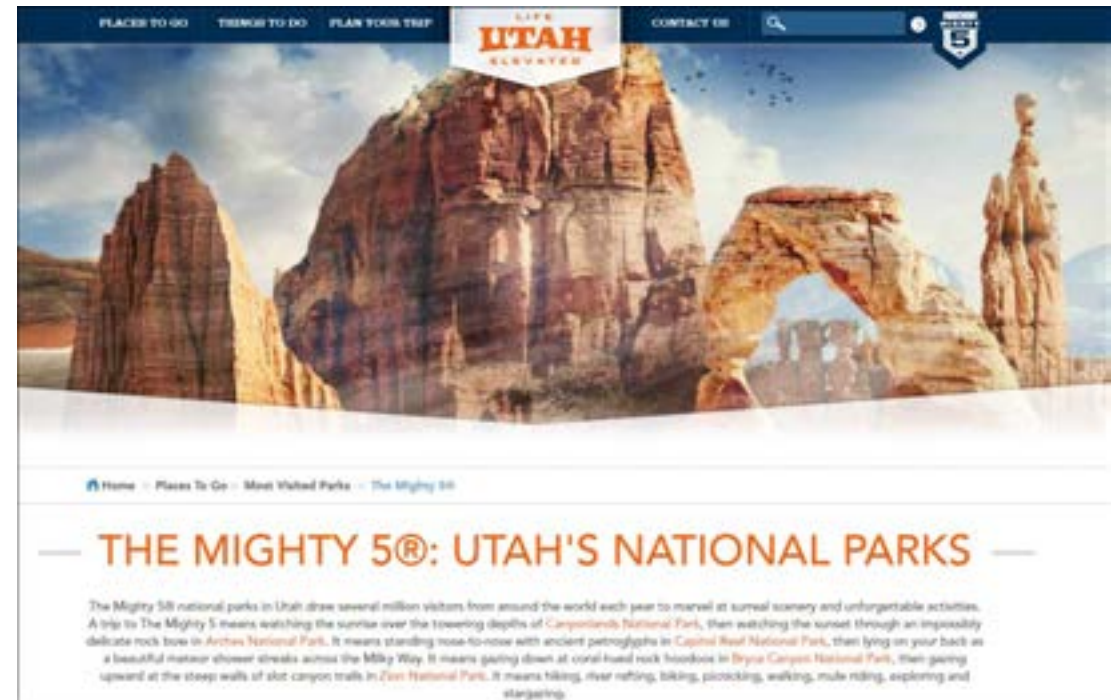 PLACES TO GO THINGS TO DO PLAN YOUR TRIP
LIFE
UTAH
ELEVATED
CONTACT US
MIGHTY
5
Home Places To Go Most Visited Parks The Mighty 5®
THE MIGHTY 5®: UTAH'S NATIONAL PARKS
The Mighty 5® national parks in Utah draw several million visitors from around the world each year to marvel at surreal scenery and unforgettable activities.
A trip to The Mighty 5 means watching the sunrise over the towering depths of Canyonlands National Park, then watching the sunset through an impossibly
delicate rock bow in Arches National Park. It means standing nose-to-nose with ancient petroglyphs in Capitol Reef National Park, then lying on your back as
a beautiful meteor shower streaks across the Milky Way. It means gazing down at coral-hued rock hoodoos in Bryce Canyon National Park, then gazing
upward at the steep walls of slot canyon trails in Zion National Park. It means hiking, river rafting, biking, picnicking, walking, mule riding, exploring and
stargazing.